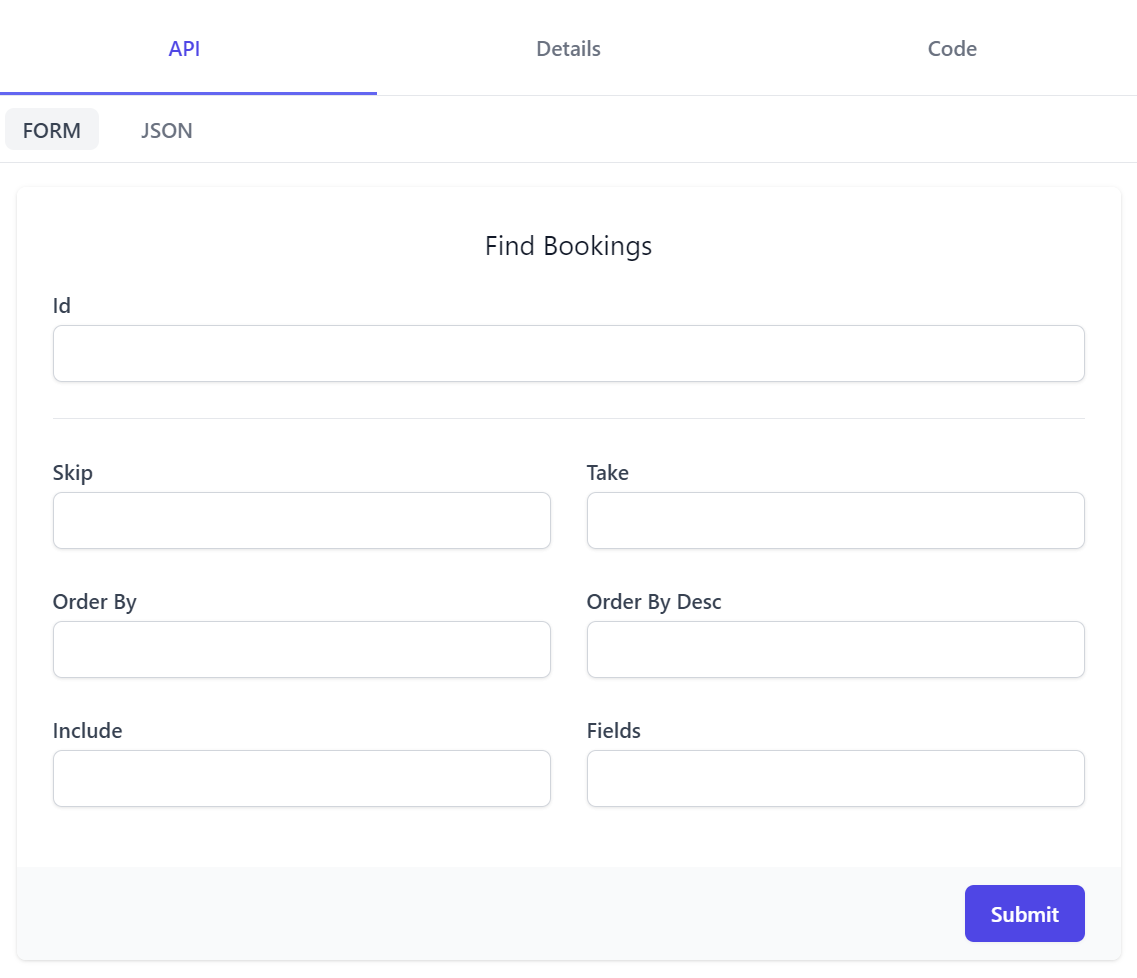 API Details Code
FORM JSON
Find Bookings
Id
Skip Take
Order By Order By Desc
Include Fields
Submit